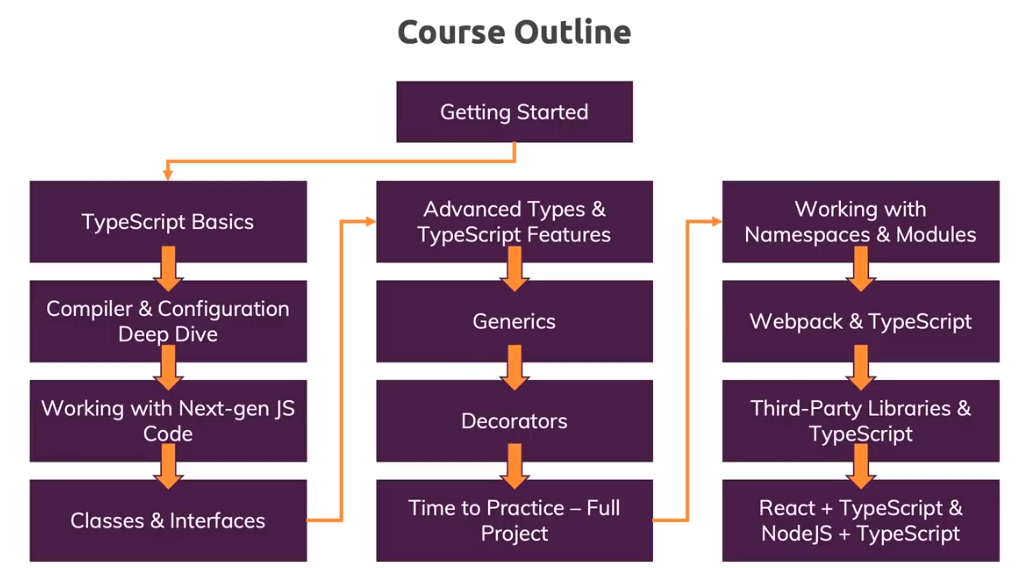 Course Outline
Getting Started
TypeScript Basics
Compiler & Configuration
Deep Dive
Working with Next-gen JS
Code
Classes & Interfaces
Advanced Types &
TypeScript Features
Generics
Decorators
Time to Practice – Full
Project
Working with
Namespaces & Modules
Webpack & TypeScript
Third-Party Libraries &
TypeScript
React + TypeScript &
NodeJS + TypeScript